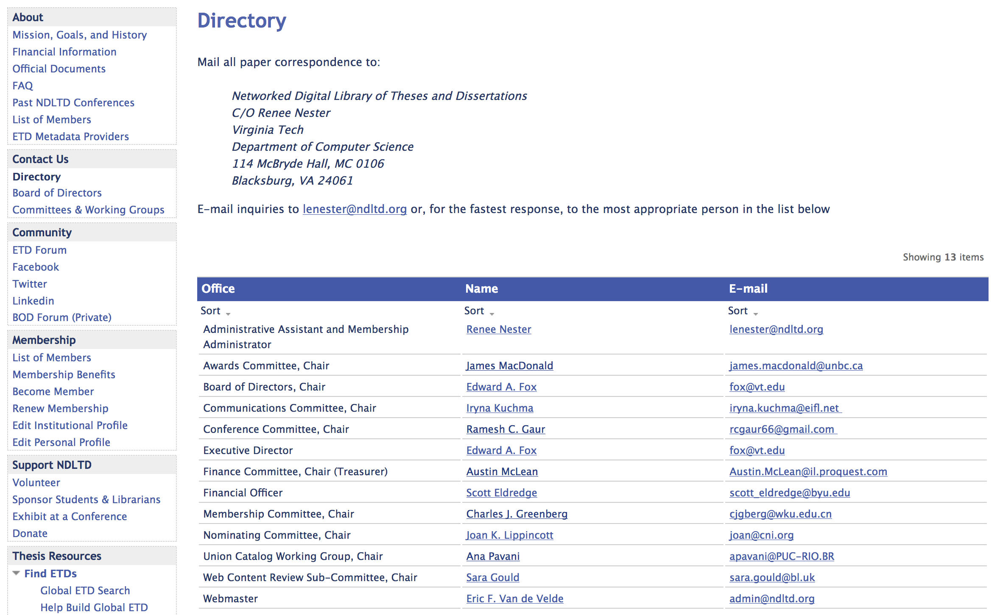 About
Mission, Goals, and History
FInancial Information
Official Documents
FAQ
Past NDLTD Conferences
List of Members
ETD Metadata Providers
Contact Us
Directory
Board of Directors
Committees & Working Groups
Community
ETD Forum
Facebook
Twitter
Linkedin
BOD Forum (Private)
Membership
List of Members
Membership Benefits
Become Member
Renew Membership
Edit Institutional Profile
Edit Personal Profile
Support NDLTD
Volunteer
Sponsor Students & Librarians
Exhibit at a Conference
Donate
Thesis Resources
Find ETDs
Global ETD Search
Help Build Global ETD
Directory
Mail all paper correspondence to:
Networked Digital Library of Theses and Dissertations
C/O Renee Nester
Virginia Tech
Department of Computer Science
114 McBryde Hall, MC 0106
Blacksburg, VA 24061
E-mail inquiries to lenester@ndltd.org or, for the fastest response, to the most appropriate person in the list below
Showing 13 items
Office Name E-mail
Sort Sort Sort
Administrative Assistant and Membership Renee Nester lenester@ndltd.org
Administrator
Awards Committee, Chair James MacDonald james.macdonald@unbc.ca
Board of Directors, Chair Edward A. Fox fox@vt.edu
Communications Committee, Chair Iryna Kuchma iryna.kuchma@eifl.net
Conference Committee, Chair Ramesh C. Gaur rcgaur66@gmail.com
Executive Director Edward A. Fox fox@vt.edu
Finance Committee, Chair (Treasurer) Austin McLean Austin.McLean@il.proquest.com
Financial Officer Scott Eldredge scott_eldredge@byu.edu
Membership Committee, Chair Charles J. Greenberg cjgberg@wku.edu.cn
Nominating Committee, Chair Joan K. Lippincott joan@cni.org
Union Catalog Working Group, Chair Ana Pavani apavani@PUC-RIO.BR
Web Content Review Sub-Committee, Chair Sara Gould sara.gould@bl.uk
Webmaster Eric F. Van de Velde admin@ndltd.org